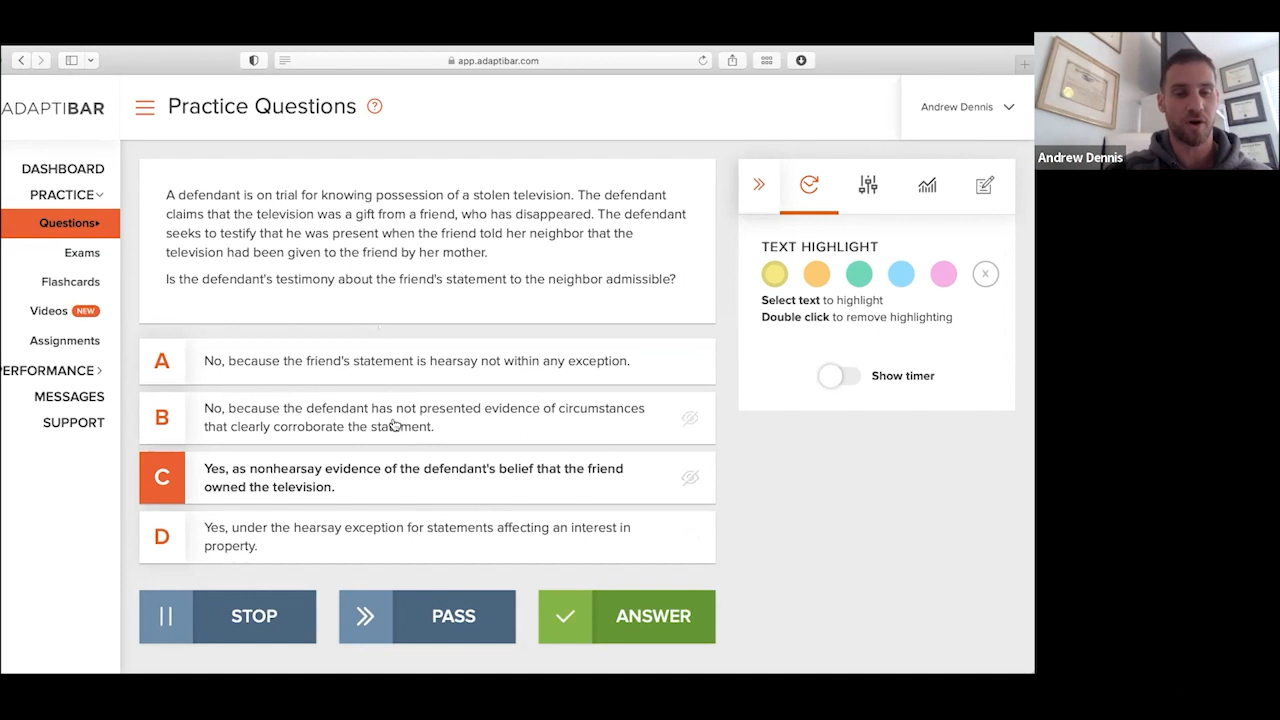 app.adaptibar.com
ADAPTIBAR
Practice Questions ?
Andrew Dennis
DASHBOARD
PRACTICE
Questions
Exams
Flashcards
Videos NEW
Assignments
PERFORMANCE
MESSAGES
SUPPORT
A defendant is on trial for knowing possession of a stolen television. The defendant
claims that the television was a gift from a friend, who has disappeared. The defendant
seeks to testify that he was present when the friend told her neighbor that the
television had been given to the friend by her mother.
Is the defendant's testimony about the friend's statement to the neighbor admissible?
A
No, because the friend's statement is hearsay not within any exception.
B
No, because the defendant has not presented evidence of circumstances
that clearly corroborate the statement.
C
Yes, as nonhearsay evidence of the defendant's belief that the friend
owned the television.
D
Yes, under the hearsay exception for statements affecting an interest in
property.
STOP
PASS
ANSWER
TEXT HIGHLIGHT
X
Select text to highlight
Double click to remove highlighting
Show timer
Andrew Dennis